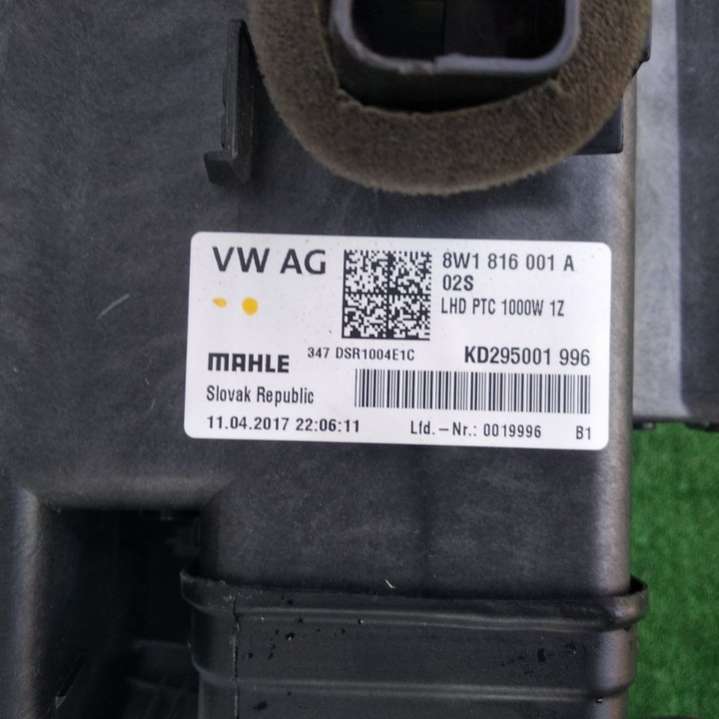 VW AG
8W1 816 001 A
02S
LHD PTC 1000W 1Z
347 DSR1004E1C
KD295001 996
MAHLE
Slovak Republic
11.04.2017 22:06:11
Lfd.-Nr.: 0019996
B1